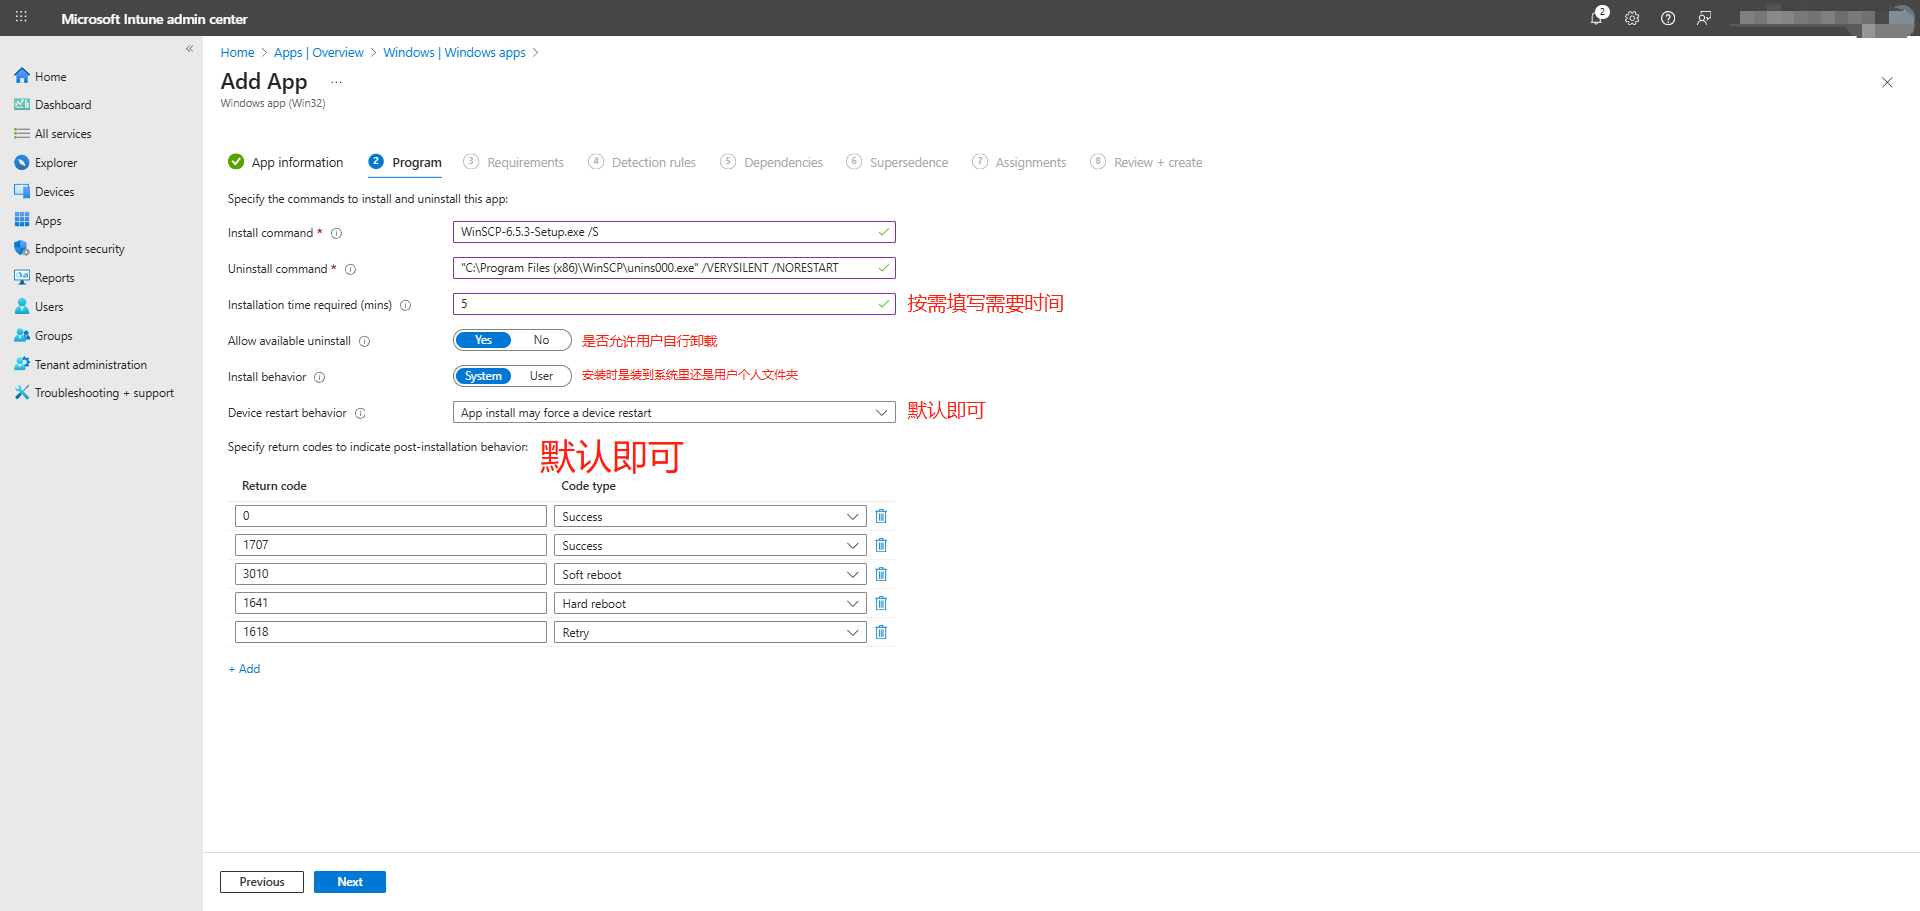 Microsoft Intune admin center
2
Home
Dashboard
All services
Explorer
Devices
Apps
Endpoint security
Reports
Users
Groups
Tenant administration
Troubleshooting + support
Home > Apps | Overview > Windows | Windows apps >
Add App ...
Windows app (Win32)
App information
2 Program
3 Requirements
4 Detection rules
5 Dependencies
6 Supersedence
7 Assignments
8 Review + create
Specify the commands to install and uninstall this app:
Install command * WinSCP-6.5.3-Setup.exe /S
Uninstall command * "C:\Program Files (x86)\WinSCP\unins000.exe" /VERYSILENT /NORESTART
Installation time required (mins) 5 按需填写需要时间
Allow available uninstall Yes No 是否允许用户自行卸载
Install behavior System User 安装时是装到系统里还是用户个人文件夹
Device restart behavior App install may force a device restart 默认即可
Specify return codes to indicate post-installation behavior: 默认即可
Return code Code type
0 Success
1707 Success
3010 Soft reboot
1641 Hard reboot
1618 Retry
+ Add
Previous Next